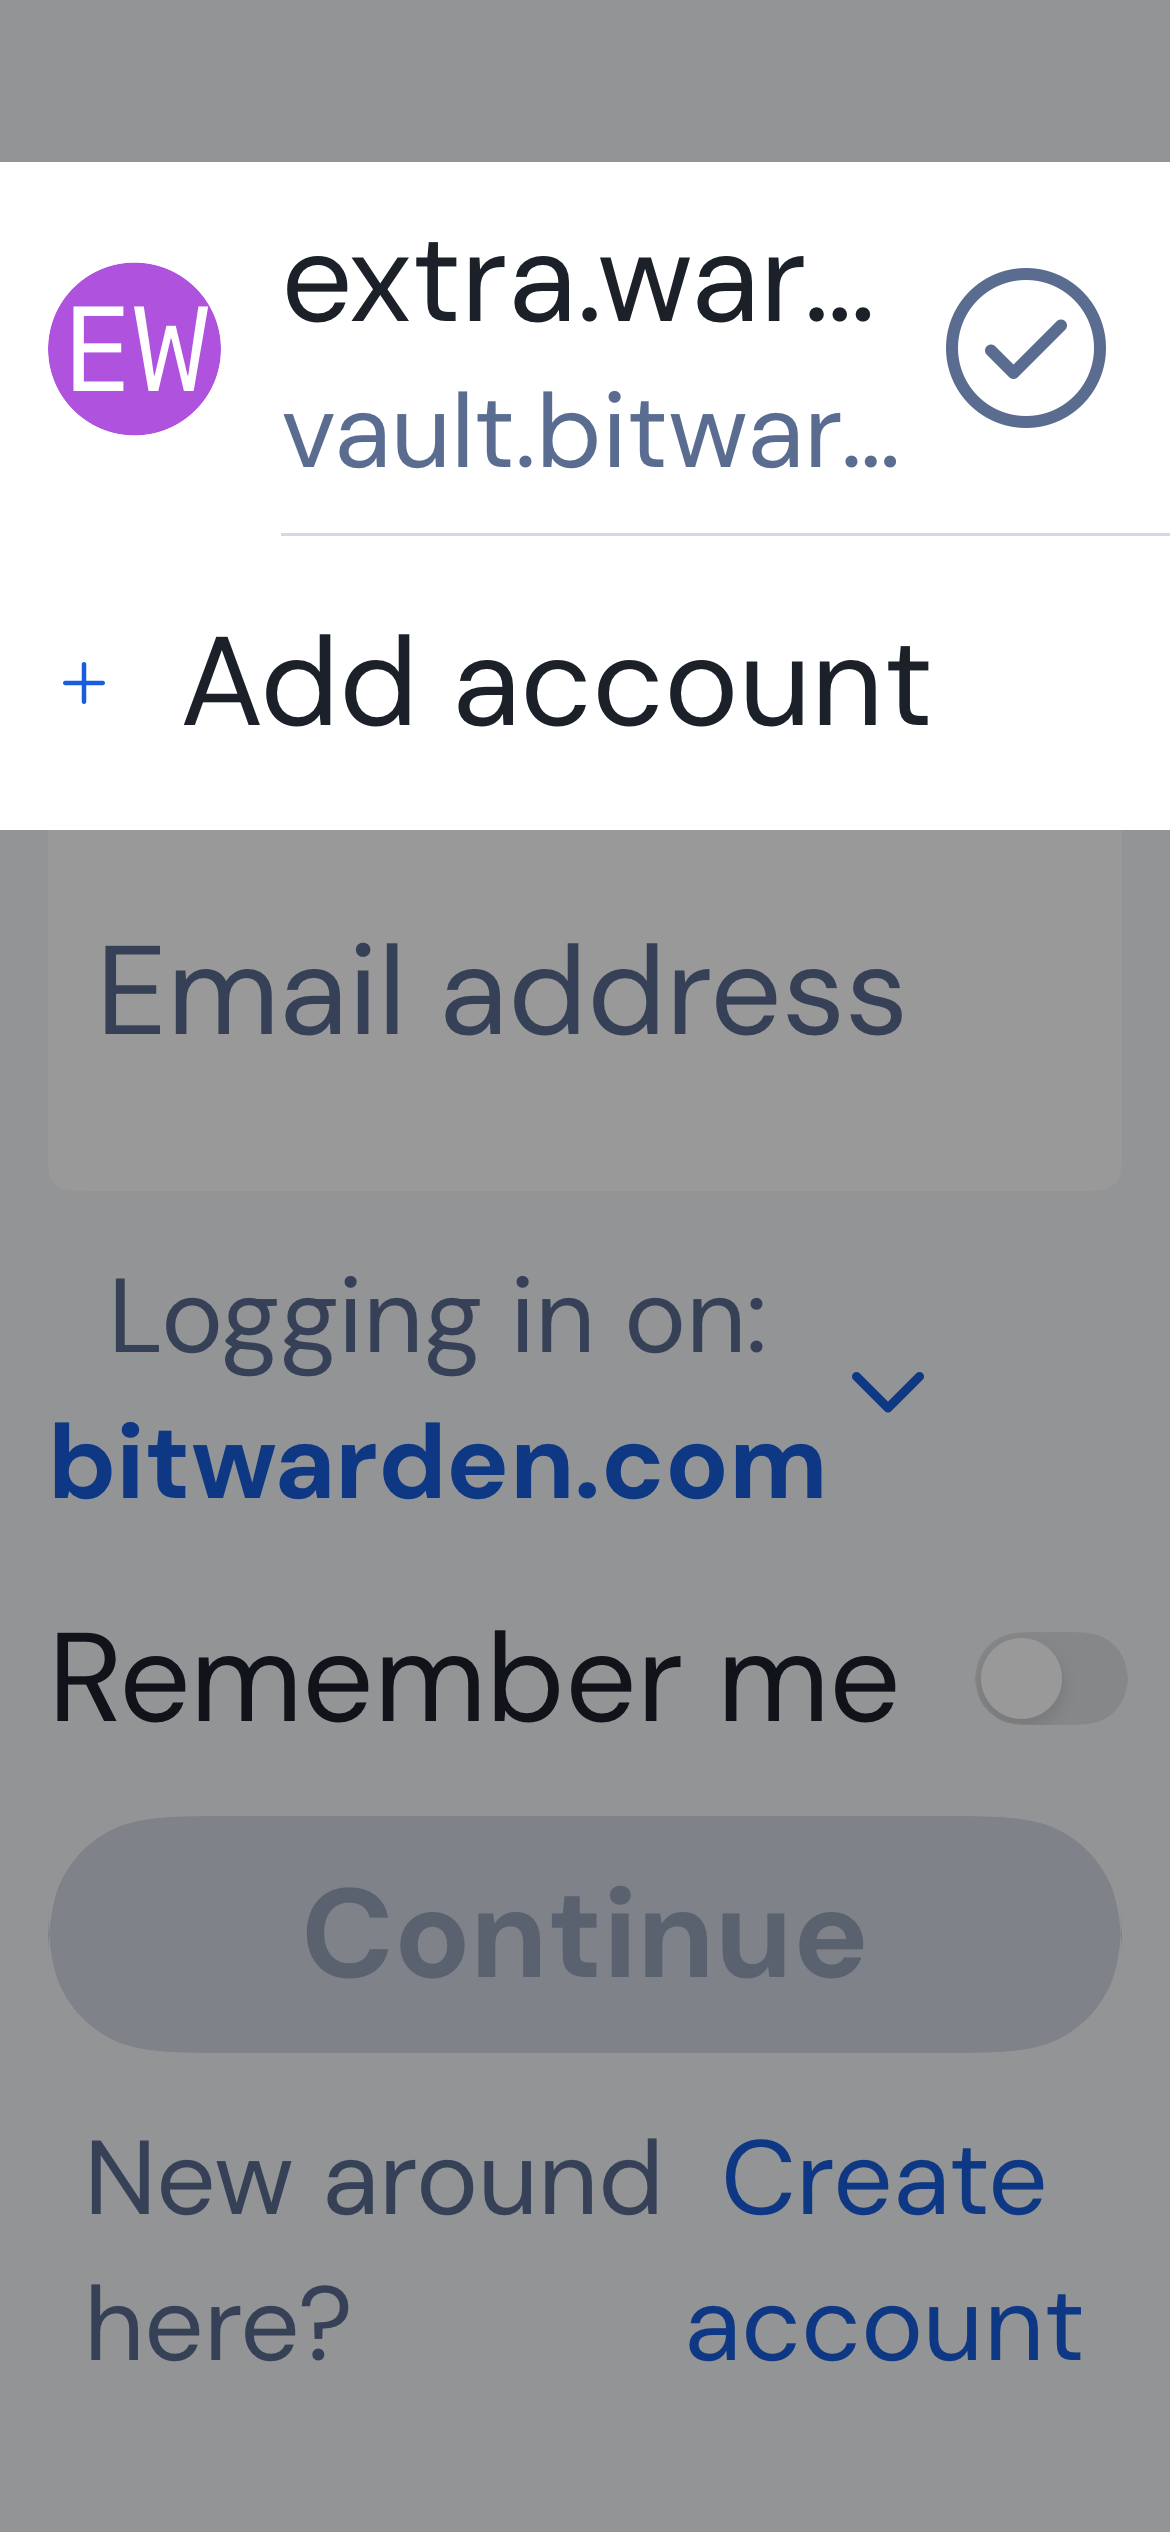 EW
extra.war...
vault.bitwar...
Add account
Email address
Logging in on:
bitwarden.com
Remember me
Continue
New around
here?
Create
account